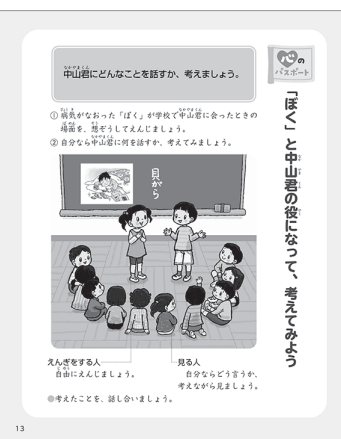 心のパスポート
「ぼく」と中山君の役になって、考えてみよう
中山君にどんなことを話すか、考えましょう。
① 病気がなおった「ぼく」が学校で中山君に会ったときの
場面を、想ぞうしてえんじましょう。
② 自分なら中山君に何を話すか、考えてみましょう。
貝がら
えんぎをする人
自由にえんじましょう。
見る人
自分ならどう言うか、
考えながら見ましょう。
●考えたことを、話し合いましょう。
13